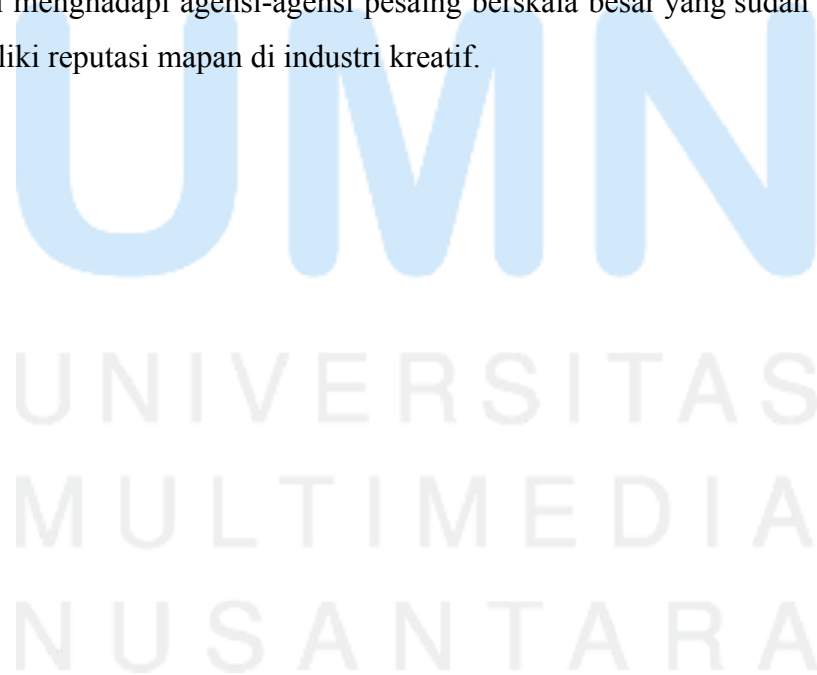 menghadapi agensi-agensi pesaing berskala besar yang sudah
liki reputasi mapan di industri kreatif.
UMN
UNIVERSITAS
MULTIMEDIA
NUSANTARA